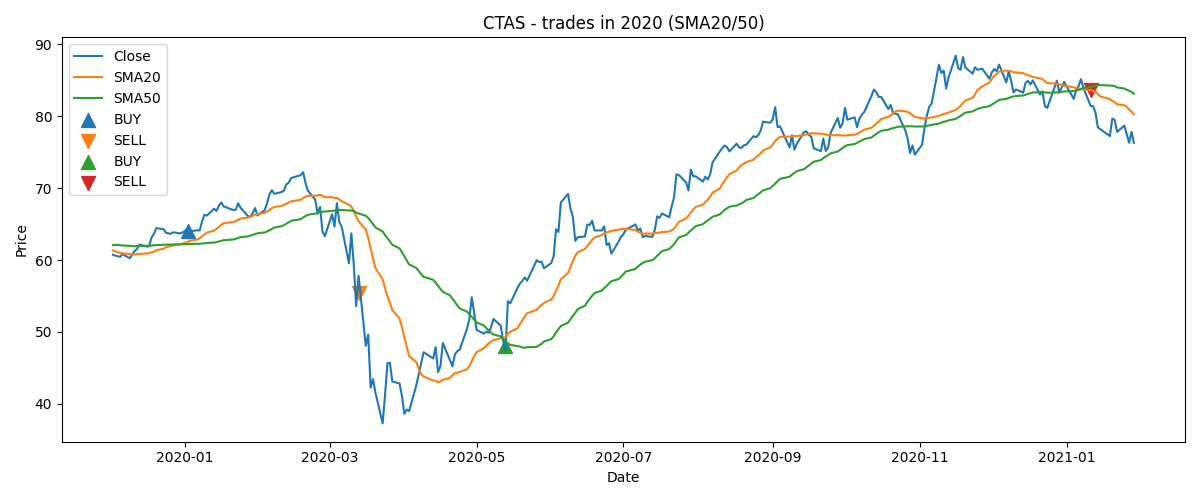 CTAS - trades in 2020 (SMA20/50)
Close
SMA20
SMA50
BUY
SELL
BUY
SELL
Price
90
80
70
60
50
40
2020-01 2020-03 2020-05 2020-07 2020-09 2020-11 2021-01
Date